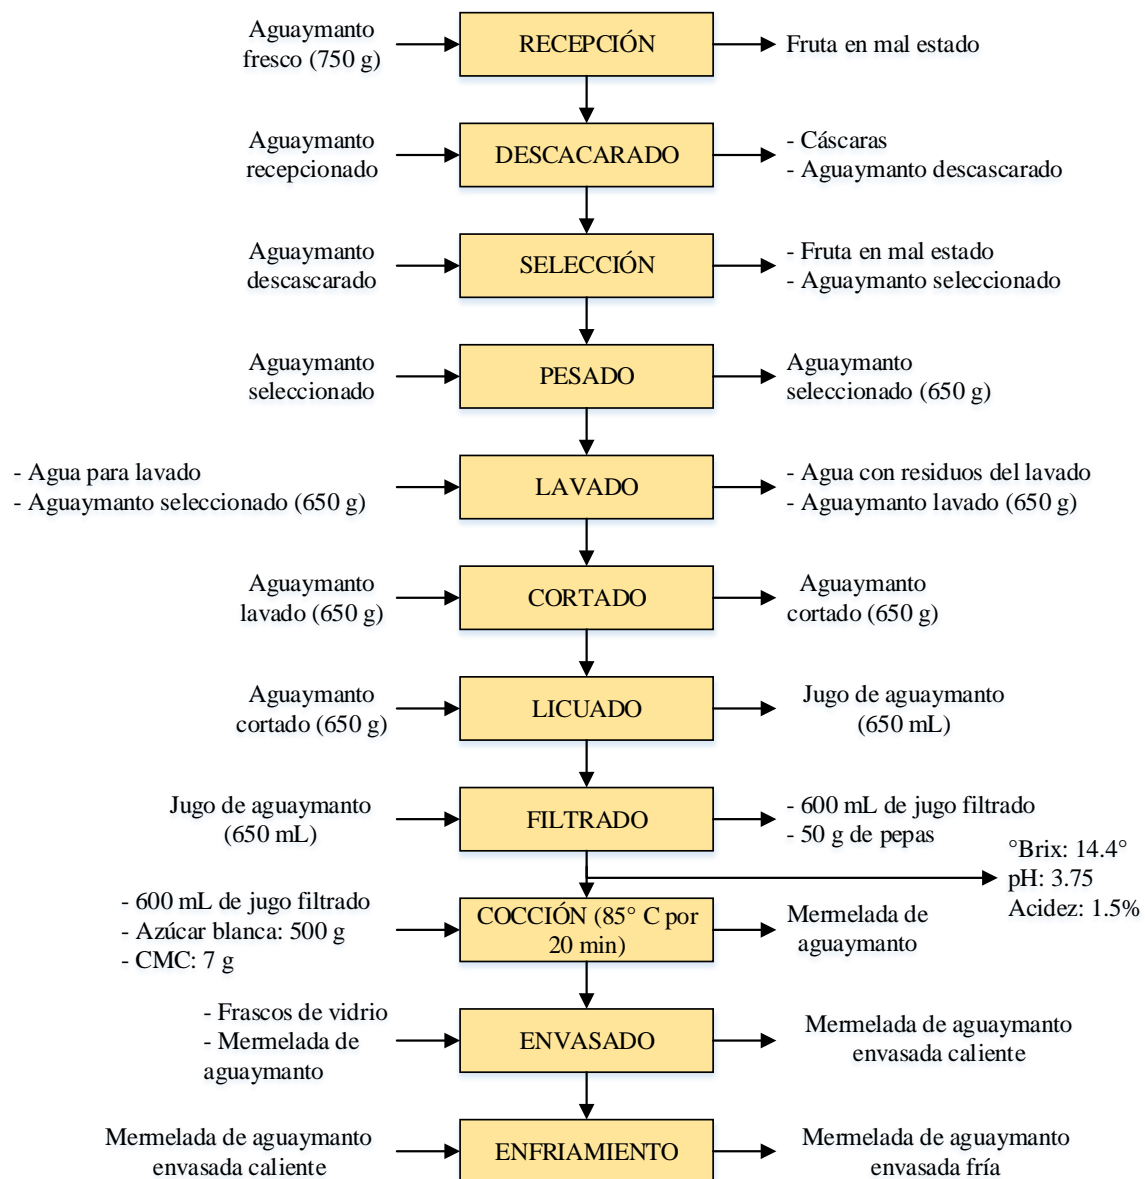 Aguaymanto
fresco (750 g)
RECEPCIÓN
Fruta en mal estado
Aguaymanto
recepcionado
DESCACARADO
- Cáscaras
- Aguaymanto descascarado
Aguaymanto
descascarado
SELECCIÓN
- Fruta en mal estado
- Aguaymanto seleccionado
Aguaymanto
seleccionado
PESADO
Aguaymanto
seleccionado (650 g)
- Agua para lavado
- Aguaymanto seleccionado (650 g)
LAVADO
- Agua con residuos del lavado
- Aguaymanto lavado (650 g)
Aguaymanto
lavado (650 g)
CORTADO
Aguaymanto
cortado (650 g)
Aguaymanto
cortado (650 g)
LICUADO
Jugo de aguaymanto
(650 mL)
Jugo de aguaymanto
(650 mL)
FILTRADO
- 600 mL de jugo filtrado
- 50 g de pepas
°Brix: 14.4°
pH: 3.75
Acidez: 1.5%
- 600 mL de jugo filtrado
- Azúcar blanca: 500 g
- CMC: 7 g
COCCIÓN (85° C por
20 min)
Mermelada de
aguaymanto
- Frascos de vidrio
- Mermelada de
aguaymanto
ENVASADO
Mermelada de aguaymanto
envasada caliente
Mermelada de aguaymanto
envasada caliente
ENFRIAMIENTO
Mermelada de aguaymanto
envasada fría